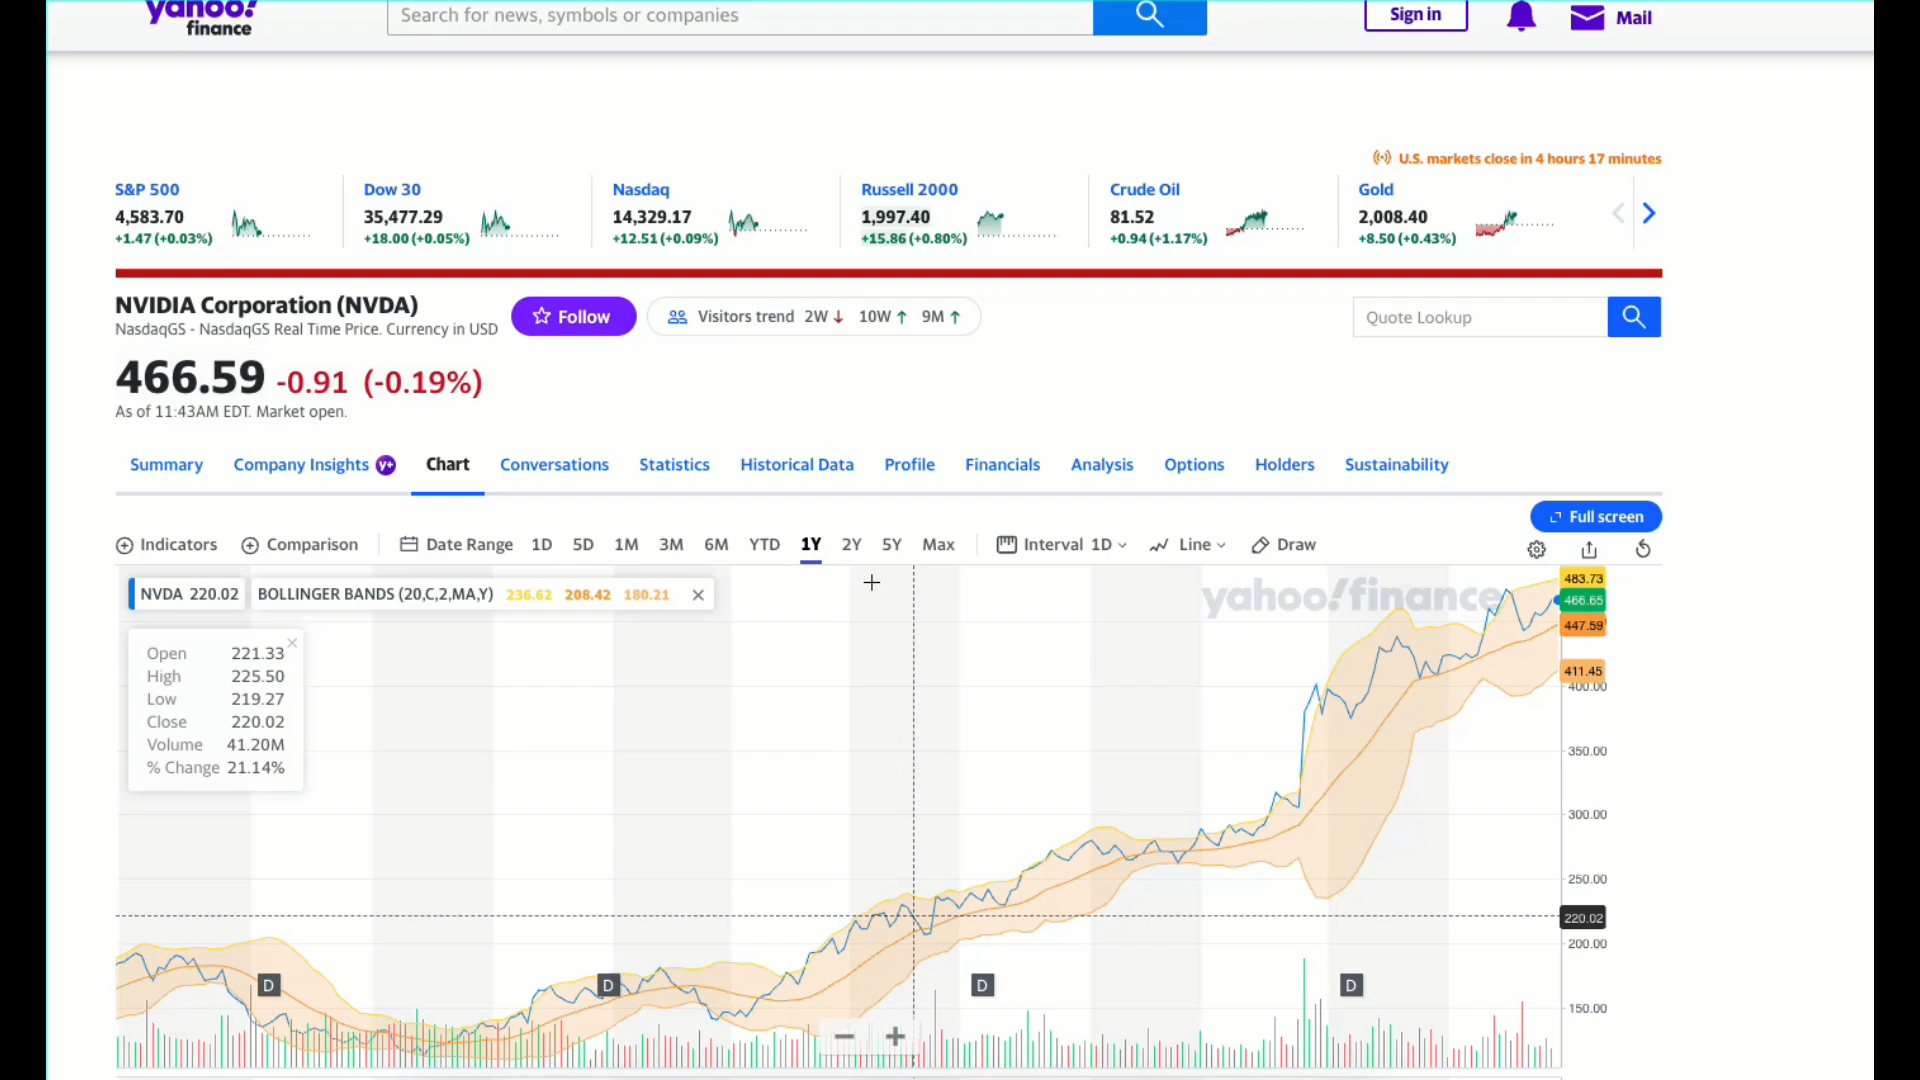 yahoo!
finance
Search for news, symbols or companies
Sign in
Mail
U.S. markets close in 4 hours 17 minutes
S&P 500
4,583.70
+1.47 (+0.03%)
Dow 30
35,477.29
+18.00 (+0.05%)
Nasdaq
14,329.17
+12.51 (+0.09%)
Russell 2000
1,997.40
+15.86 (+0.80%)
Crude Oil
81.52
+0.94 (+1.17%)
Gold
2,008.40
+8.50 (+0.43%)
NVIDIA Corporation (NVDA)
NasdaqGS - NasdaqGS Real Time Price. Currency in USD
Follow
Visitors trend 2W ↓ 10W ↑ 9M ↑
Quote Lookup
466.59 -0.91 (-0.19%)
As of 11:43AM EDT. Market open.
Summary Company Insights Y+ Chart Conversations Statistics Historical Data Profile Financials Analysis Options Holders Sustainability
Full screen
Indicators Comparison Date Range 1D 5D 1M 3M 6M YTD 1Y 2Y 5Y Max Interval 1D Line Draw
NVDA 220.02
BOLLINGER BANDS (20,C,2,MA,Y) 236.62 208.42 180.21
yahoo!finance
Open 221.33
High 225.50
Low 219.27
Close 220.02
Volume 41.20M
% Change 21.14%
483.73
466.65
447.59
411.45
400.00
350.00
300.00
250.00
220.02
200.00
150.00
D
D
D
D